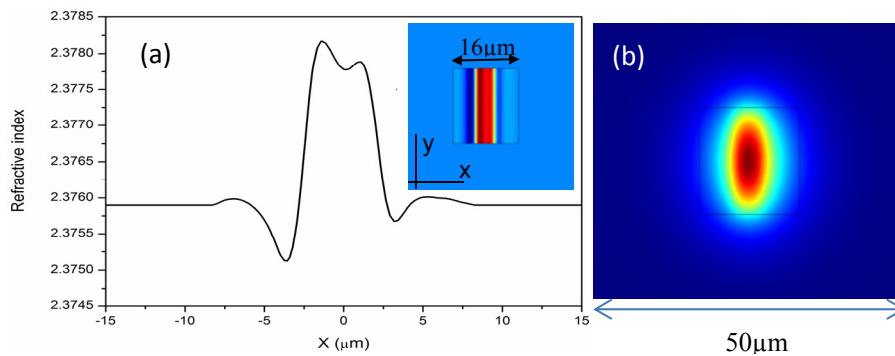 (a)
Refractive index
2.3785
2.3780
2.3775
2.3770
2.3765
2.3760
2.3755
2.3750
2.3745
-15
-10
-5
0
5
10
15
X (μm)
16μm
y
x
(b)
50μm